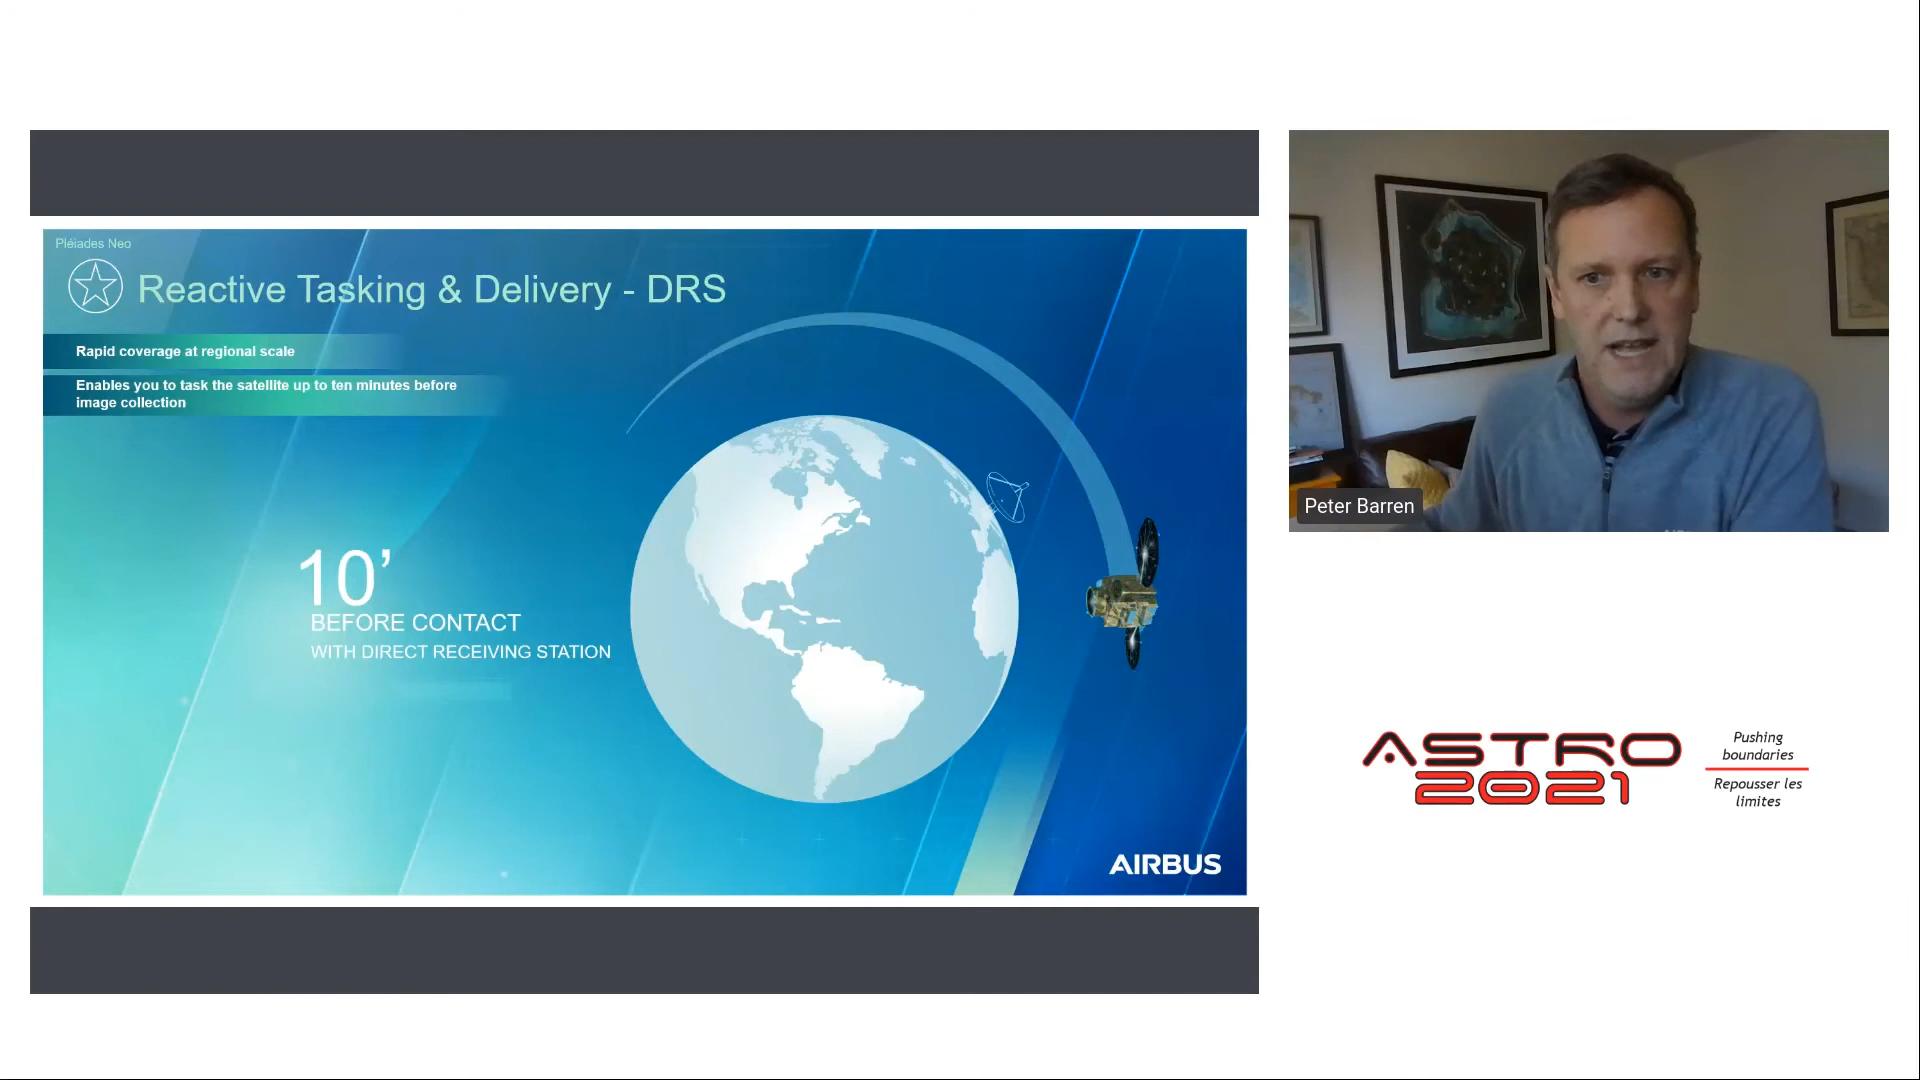 Pléiades Neo
Reactive Tasking & Delivery - DRS
Rapid coverage at regional scale
Enables you to task the satellite up to ten minutes before
image collection
10’
BEFORE CONTACT
WITH DIRECT RECEIVING STATION
AIRBUS
Peter Barren
ASTRO
2021
Pushing
boundaries
Repousser les
limites